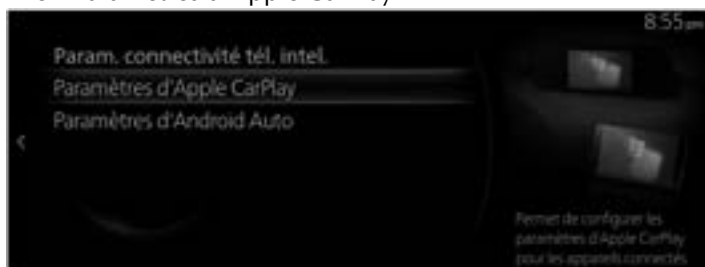 8:55 pm
Param. connectivité tél. intel.
Paramètres d'Apple CarPlay
Paramètres d'Android Auto
Permet de configurer les
paramètres d'Apple CarPlay
pour les appareils connectés